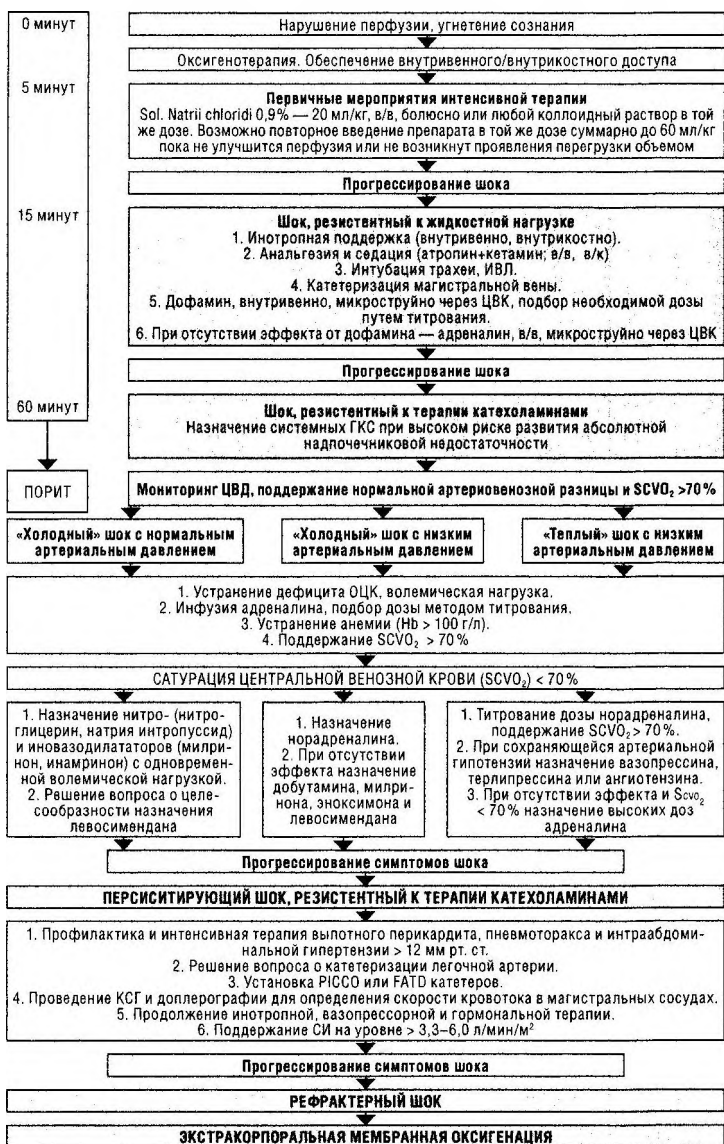 0 минут
Нарушение перфузии, угнетение сознания
Оксигенотерапия. Обеспечение внутривенного/внутрикостного доступа
5 минут
Первичные мероприятия интенсивной терапии
Sol. Natrii chloridi 0,9% — 20 мл/кг, в/в, болюсно или любой коллоидный раствор в той
же дозе. Возможно повторное введение препарата в той же дозе суммарно до 60 мл/кг
пока не улучшится перфузия или не возникнут проявления перегрузки объемом
Прогрессирование шока
15 минут
Шок, резистентный к жидкостной нагрузке
1. Инотропная поддержка (внутривенно, внутрикостно).
2. Анальгезия и седация (атропин+кетамин; в/в, в/к)
3. Интубация трахеи, ИВЛ.
4. Катетеризация магистральной вены.
5. Дофамин, внутривенно, микроструйно через ЦВК, подбор необходимой дозы
путем титрования.
6. При отсутствии эффекта от дофамина — адреналин, в/в, микроструйно через ЦВК
Прогрессирование шока
60 минут
Шок, резистентный к терапии катехоламинами
Назначение системных ГКС при высоком риске развития абсолютной
надпочечниковой недостаточности
ПОРИТ
Мониторинг ЦВД, поддержание нормальной артериовенозной разницы и SCVO₂ >70%
«Холодный» шок с нормальным
артериальным давлением
«Холодный» шок с низким
артериальным давлением
«Теплый» шок с низким
артериальным давлением
1. Устранение дефицита ОЦК, волемическая нагрузка.
2. Инфузия адреналина, подбор дозы методом титрования.
3. Устранение анемии (Hb > 100 г/л).
4. Поддержание SCVO₂ > 70%
САТУРАЦИЯ ЦЕНТРАЛЬНОЙ ВЕНОЗНОЙ КРОВИ (SCVO₂) < 70%
1. Назначение нитро- (нитро-
глицерин, натрия интропуссид)
и иновазодилататоров (милри-
нон, инамринон) с одновремен-
ной волемической нагрузкой.
2. Решение вопроса о целе-
сообразности назначения
левосимендана
1. Назначение
норадреналина.
2. При отсутствии
эффекта назначение
добутамина, милри-
нона, эноксимона и
левосимендана
1. Титрование дозы норадреналина,
поддержание SCVO₂ > 70%.
2. При сохраняющейся артериальной
гипотензии назначение вазопрессина,
терлипрессина или ангиотензина.
3. При отсутствии эффекта и Scvo₂
< 70% назначение высоких доз
адреналина
Прогрессирование симптомов шока
ПЕРСИСИТИРУЮЩИЙ ШОК, РЕЗИСТЕНТНЫЙ К ТЕРАПИИ КАТЕХОЛАМИНАМИ
1. Профилактика и интенсивная терапия выпотного перикардита, пневмоторакса и интраабдоми-
нальной гипертензии > 12 мм рт. ст.
2. Решение вопроса о катетеризации легочной артерии.
3. Установка PICCO или FATD катетеров.
4. Проведение КСГ и доплерографии для определения скорости кровотока в магистральных сосудах.
5. Продолжение инотропной, вазопрессорной и гормональной терапии.
6. Поддержание СИ на уровне > 3,3–6,0 л/мин/м²
Прогрессирование симптомов шока
РЕФРАКТЕРНЫЙ ШОК
ЭКСТРАКОРПОРАЛЬНАЯ МЕМБРАННАЯ ОКСИГЕНАЦИЯ